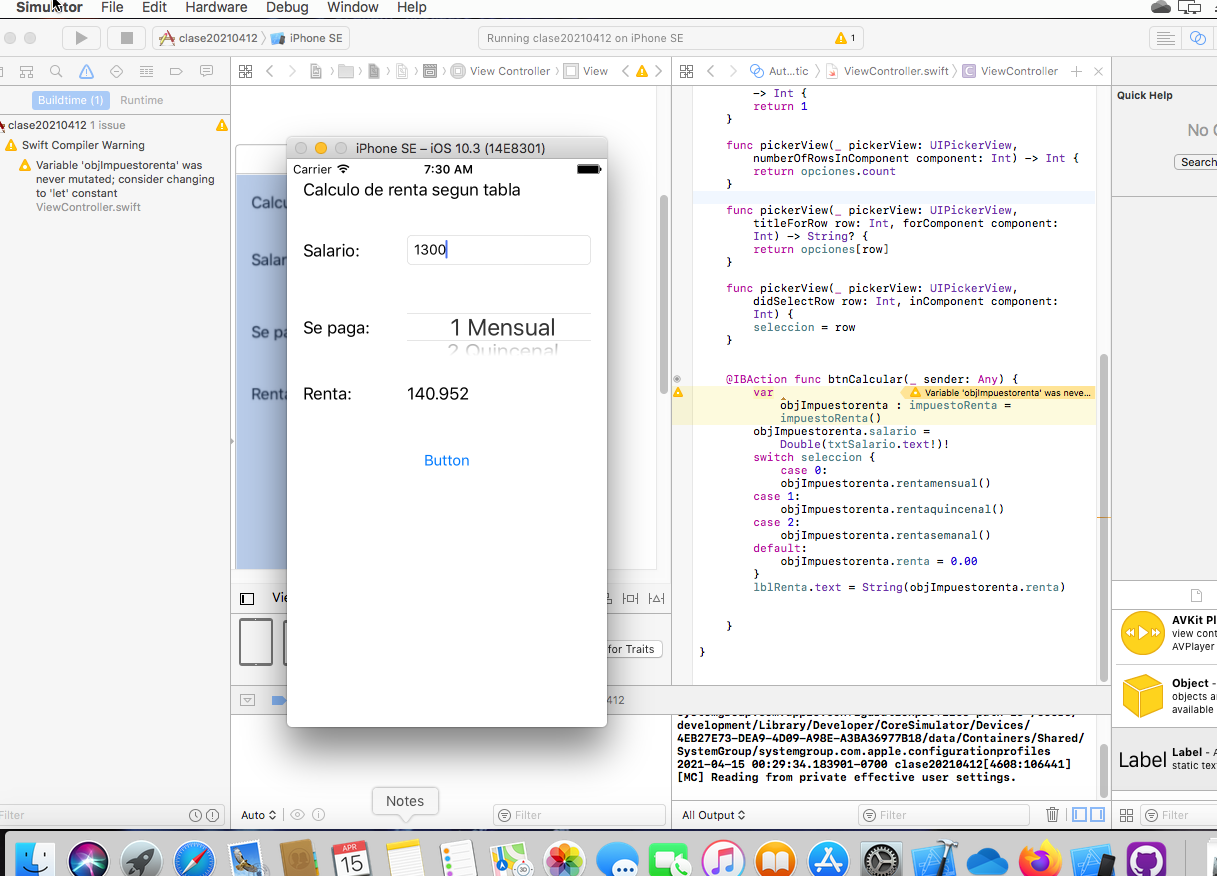 Simulator File Edit Hardware Debug Window Help
clase20210412 iPhone SE Running clase20210412 on iPhone SE 1
View Controller View Aut...tic ViewController.swift ViewController
Buildtime (1) Runtime
clase20210412 1 issue
Swift Compiler Warning
Variable 'objImpuestorenta' was
never mutated; consider changing
to 'let' constant
ViewController.swift
iPhone SE – iOS 10.3 (14E8301)
Carrier 7:30 AM
Calculo de renta segun tabla
Salario: 1300
Se paga: 1 Mensual
2 Quincenal
Renta: 140.952
Button
Calcu
Salar
Se pa
Renta
Vie
for Traits
412
-> Int {
return 1
}
func pickerView(_ pickerView: UIPickerView,
numberOfRowsInComponent component: Int) -> Int {
return opciones.count
}
func pickerView(_ pickerView: UIPickerView,
titleForRow row: Int, forComponent component:
Int) -> String? {
return opciones[row]
}
func pickerView(_ pickerView: UIPickerView,
didSelectRow row: Int, inComponent component:
Int) {
seleccion = row
}
@IBAction func btnCalcular(_ sender: Any) {
var Variable 'objImpuestorenta' was neve...
objImpuestorenta : impuestoRenta =
impuestoRenta()
objImpuestorenta.salario =
Double(txtSalario.text!)!
switch seleccion {
case 0:
objImpuestorenta.rentamensual()
case 1:
objImpuestorenta.rentaquincenal()
case 2:
objImpuestorenta.rentasemanal()
default:
objImpuestorenta.renta = 0.00
}
lblRenta.text = String(objImpuestorenta.renta)
}
}
development/Library/Developer/CoreSimulator/Devices/
4EB27E73-DEA9-4D09-A98E-A3BA36977B18/data/Containers/Shared/
SystemGroup/systemgroup.com.apple.configurationprofiles
2021-04-15 00:29:34.183901-0700 clase20210412[4608:106441]
[MC] Reading from private effective user settings.
Quick Help
No
Search
AVKit Pl
view cont
AVPlayer
Object -
objects a
available
Label Label - A
static tex
Filter Auto Filter All Output Filter Filter
Notes
APR
15